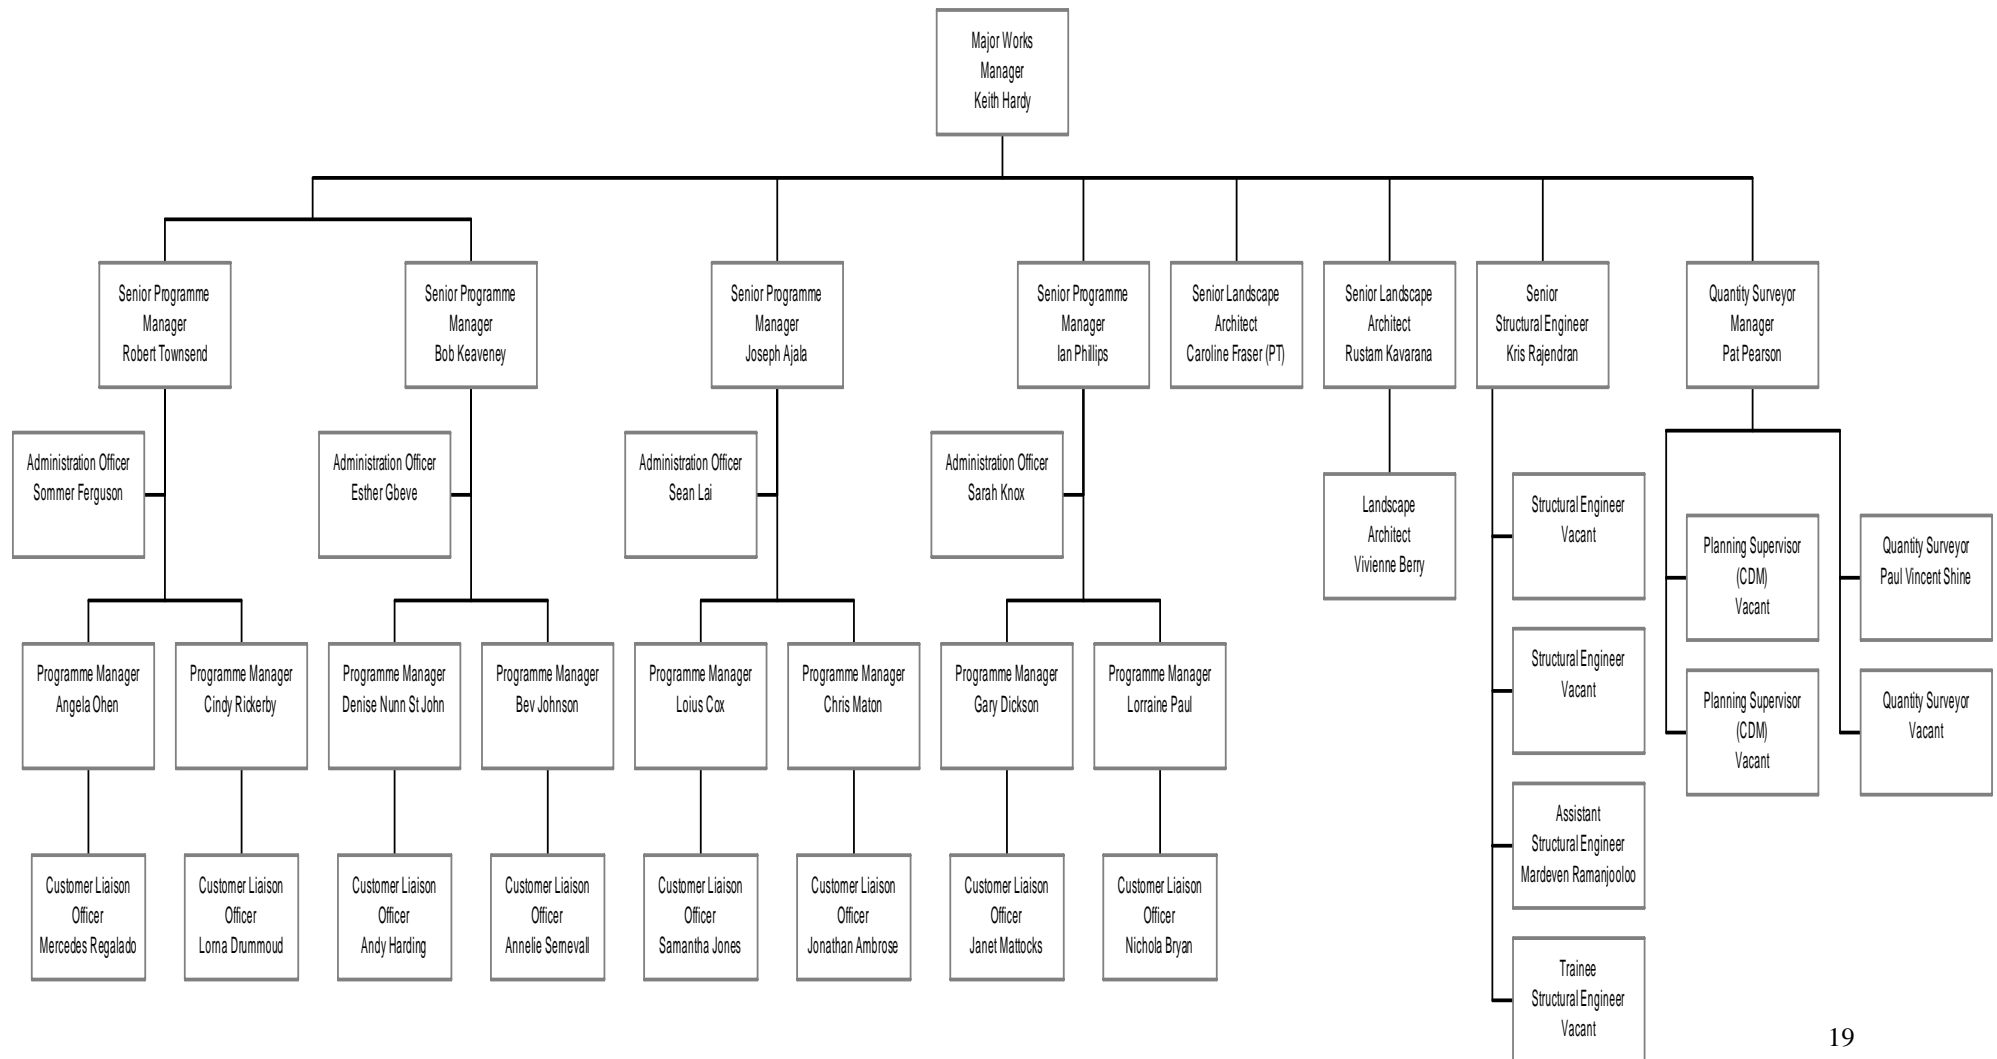 Major Works
Manager
Keith Hardy
Senior Programme
Manager
Robert Townsend
Senior Programme
Manager
Bob Keaveney
Senior Programme
Manager
Joseph Ajala
Senior Programme
Manager
Ian Phillips
Senior Landscape
Architect
Caroline Fraser (PT)
Senior Landscape
Architect
Rustam Kavarana
Senior
Structural Engineer
Kris Rajendran
Quantity Surveyor
Manager
Pat Pearson
Administration Officer
Sommer Ferguson
Administration Officer
Esther Gbeve
Administration Officer
Sean Lai
Administration Officer
Sarah Knox
Landscape
Architect
Vivienne Berry
Structural Engineer
Vacant
Planning Supervisor
(CDM)
Vacant
Quantity Surveyor
Paul Vincent Shine
Programme Manager
Angela Ohen
Programme Manager
Cindy Rickerby
Programme Manager
Denise Nunn St John
Programme Manager
Bev Johnson
Programme Manager
Loius Cox
Programme Manager
Chris Maton
Programme Manager
Gary Dickson
Programme Manager
Lorraine Paul
Structural Engineer
Vacant
Planning Supervisor
(CDM)
Vacant
Quantity Surveyor
Vacant
Assistant
Structural Engineer
Mardeven Ramanjooloo
Customer Liaison
Officer
Mercedes Regalado
Customer Liaison
Officer
Lorna Drummoud
Customer Liaison
Officer
Andy Harding
Customer Liaison
Officer
Annelie Sernevall
Customer Liaison
Officer
Samantha Jones
Customer Liaison
Officer
Jonathan Ambrose
Customer Liaison
Officer
Janet Mattocks
Customer Liaison
Officer
Nichola Bryan
Trainee
Structural Engineer
Vacant
19